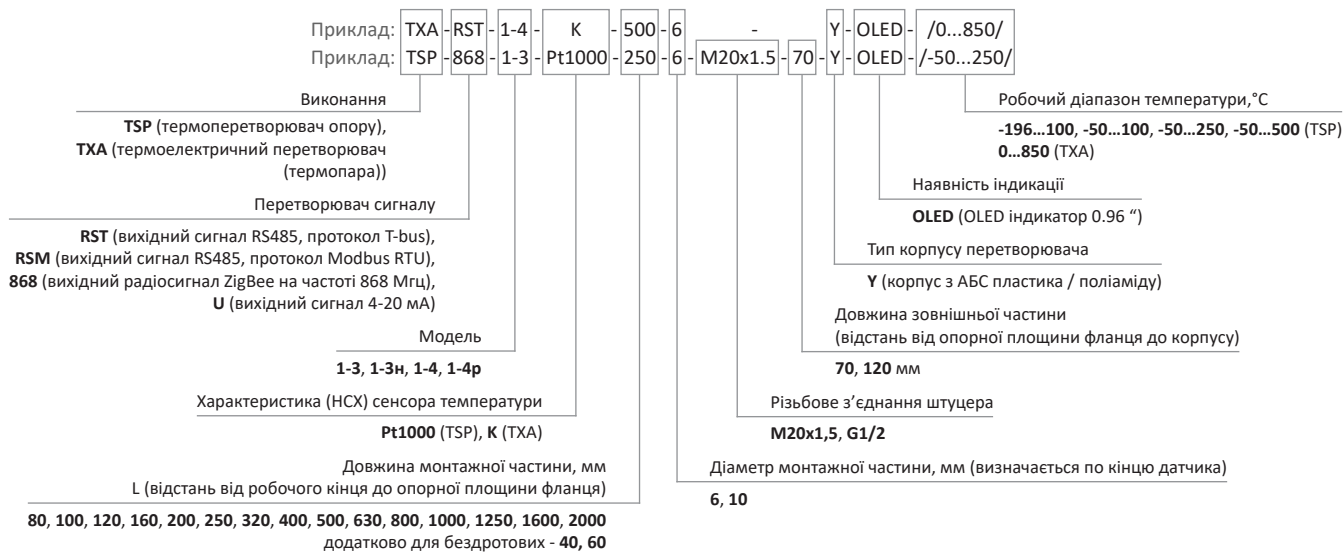 Приклад: TXA-RST-1-4- K -500-6 - Y-OLED- /0...850/
Приклад: TSP-868-1-3-Pt1000-250-6-M20x1.5-70-Y-OLED-/-50...250/
Виконання
TSP (термоперетворювач опору),
TXA (термоелектричний перетворювач
(термопара))
Перетворювач сигналу
RST (вихідний сигнал RS485, протокол T-bus),
RSM (вихідний сигнал RS485, протокол Modbus RTU),
868 (вихідний радіосигнал ZigBee на частоті 868 Мгц),
U (вихідний сигнал 4-20 мА)
Модель
1-3, 1-3н, 1-4, 1-4р
Характеристика (НСХ) сенсора температури
Pt1000 (TSP), K (TXA)
Довжина монтажної частини, мм
L (відстань від робочого кінця до опорної площини фланця)
80, 100, 120, 160, 200, 250, 320, 400, 500, 630, 800, 1000, 1250, 1600, 2000
додатково для бездротових - 40, 60
Робочий діапазон температури,°C
-196...100, -50...100, -50...250, -50...500 (TSP)
0...850 (TXA)
Наявність індикації
OLED (OLED індикатор 0.96 “)
Тип корпусу перетворювача
Y (корпус з АБС пластика / поліаміду)
Довжина зовнішньої частини
(відстань від опорної площини фланця до корпусу)
70, 120 мм
Різьбове з’єднання штуцера
M20x1,5, G1/2
Діаметр монтажної частини, мм (визначається по кінцю датчика)
6, 10